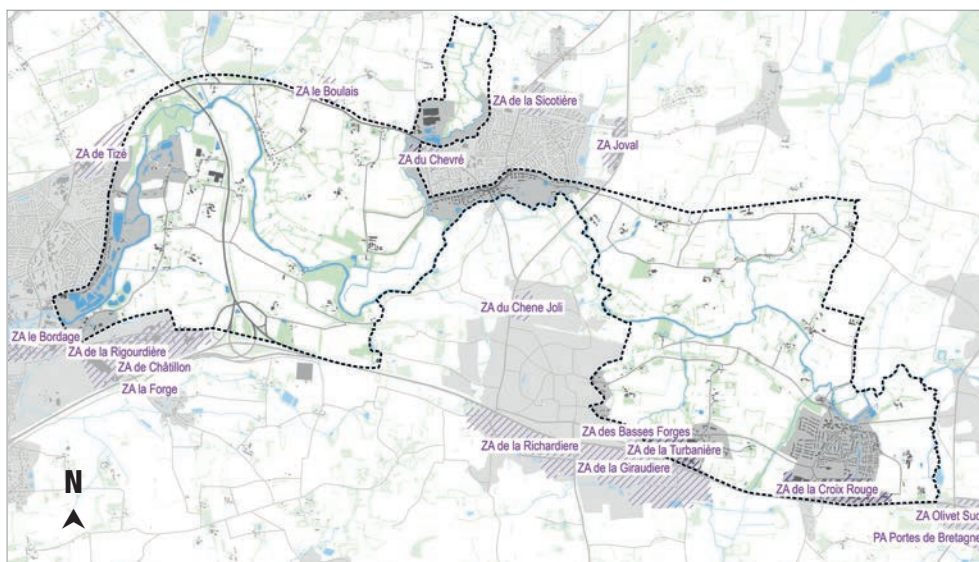 ZA le Boulais
ZA de la Sicotière
ZA de Tizé
ZA du Chevré
ZA Joval
ZA du Chene Joli
ZA le Bordage
ZA de la Rigourdière
ZA de Châtillon
ZA la Forge
ZA des Basses Forges
ZA de la Richardiere
ZA de la Turbanière
ZA de la Giraudiere
ZA de la Croix Rouge
N
ZA Olivet Sud
PA Portes de Bretagne